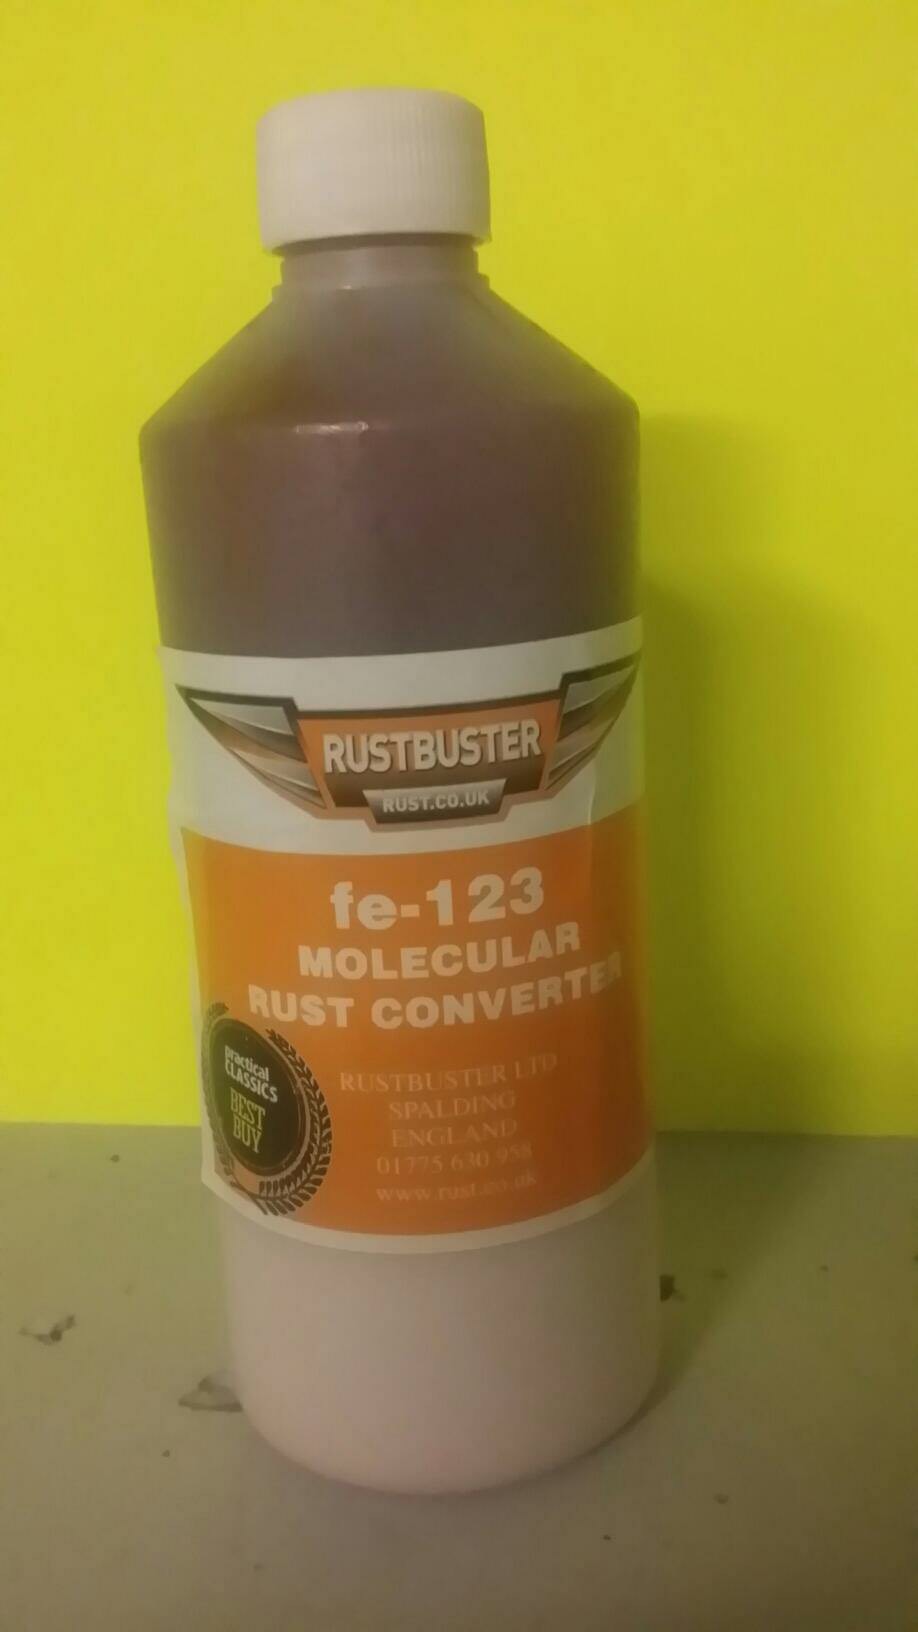 RUSTBUSTER
RUST.CO.UK
fe-123
MOLECULAR
RUST CONVERTER
practical
CLASSICS
BEST
BUY
RUSTBUSTER LTD
SPALDING
ENGLAND
01775 630 958
www.rust.co.uk